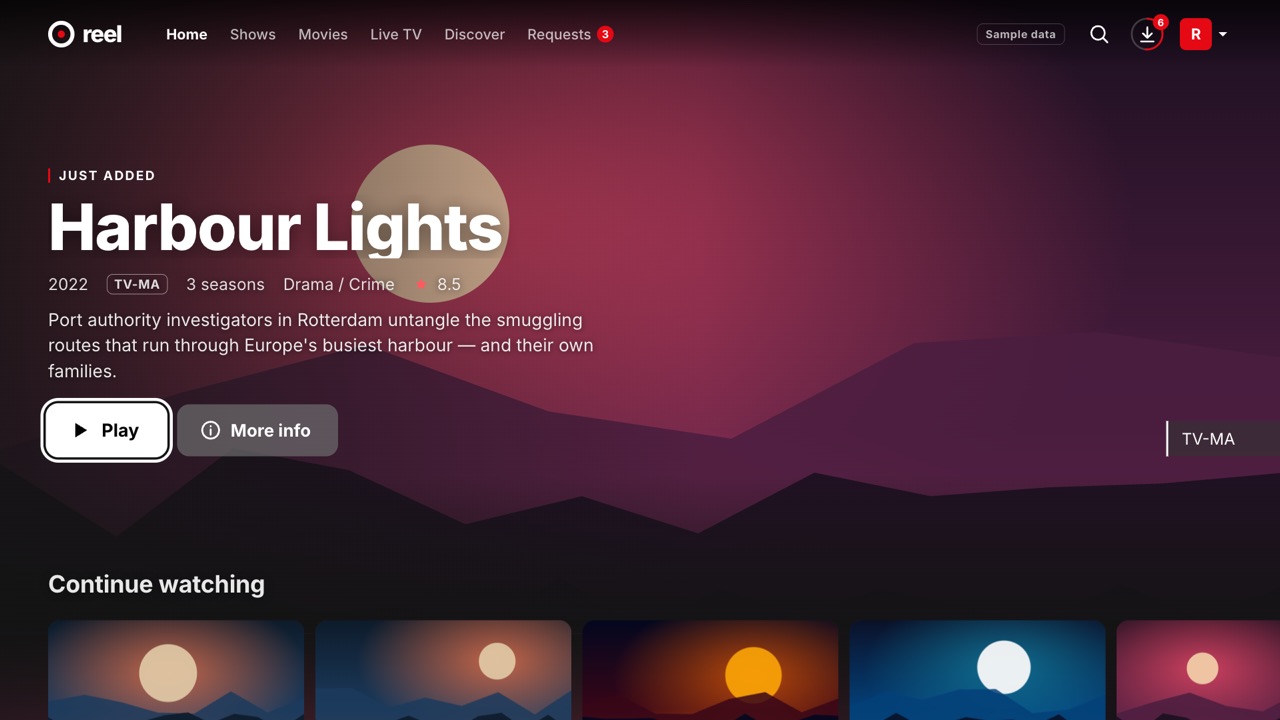 reel
Home Shows Movies Live TV Discover Requests 3
Sample data
6
R
JUST ADDED
Harbour Lights
2022 TV-MA 3 seasons Drama / Crime 8.5
Port authority investigators in Rotterdam untangle the smuggling
routes that run through Europe's busiest harbour — and their own
families.
Play More info
TV-MA
Continue watching